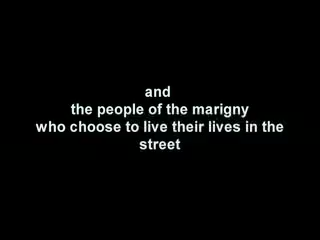 and
the people of the marigny
who choose to live their lives in the
street